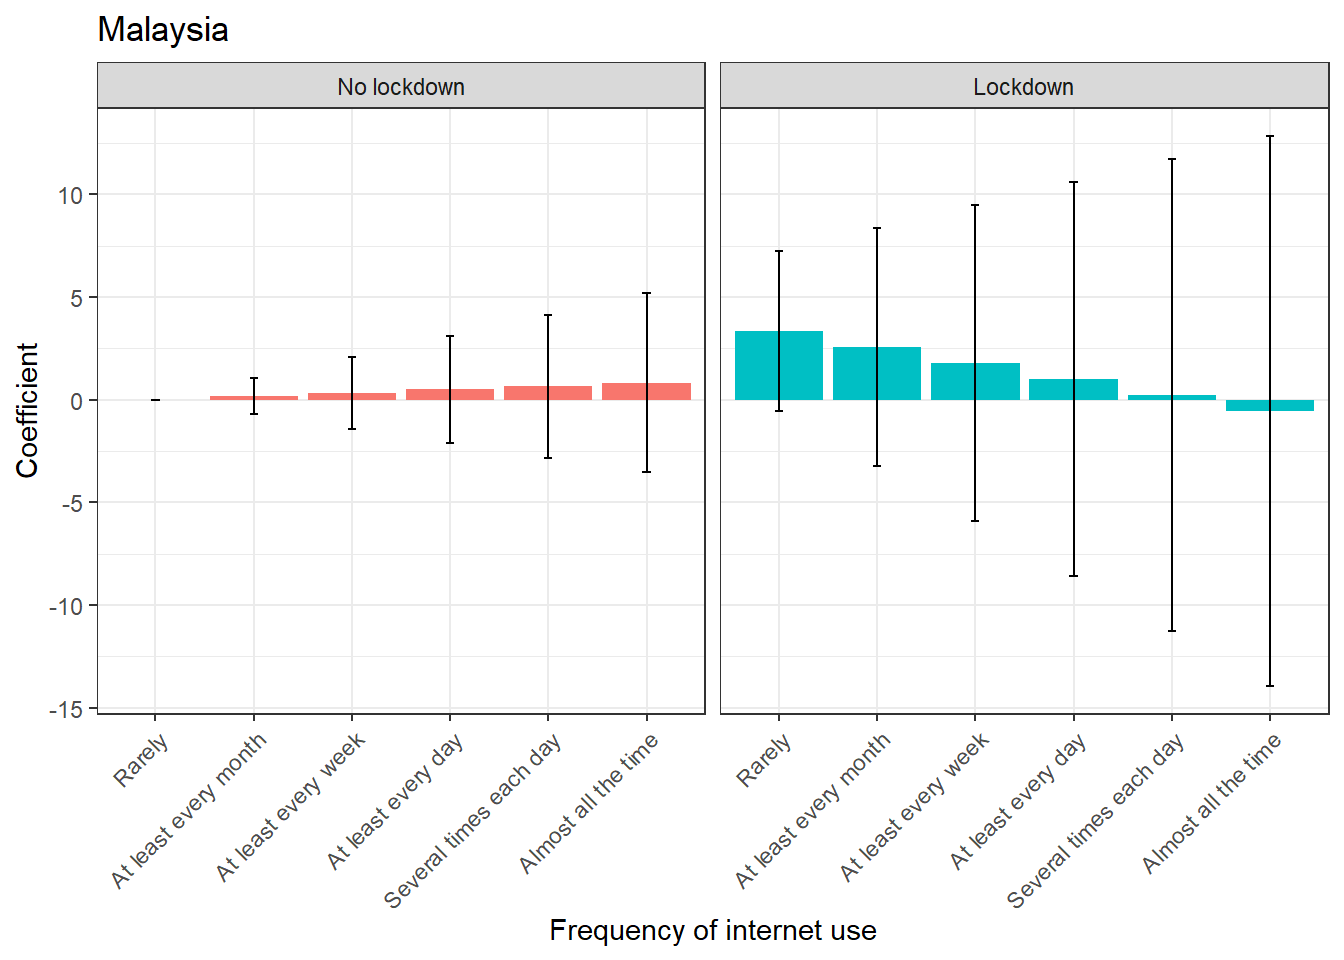 Malaysia
No lockdown
Lockdown
Coefficient
10
5
0
-5
-10
-15
Rarely
At least every month
At least every week
At least every day
Several times each day
Almost all the time
Rarely
At least every month
At least every week
At least every day
Several times each day
Almost all the time
Frequency of internet use